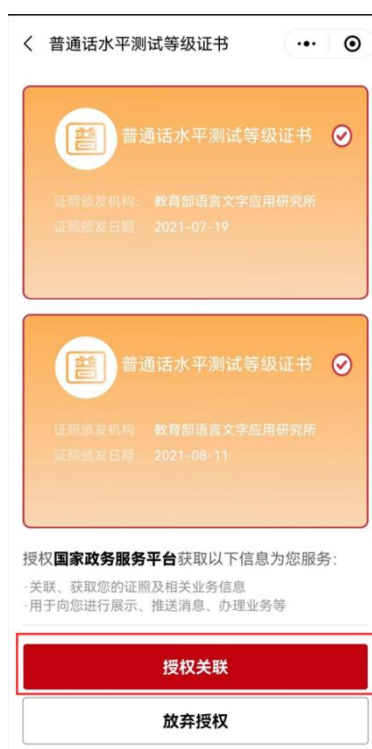 普通话水平测试等级证书
普
普通话水平测试等级证书
证照颁发机构： 教育部语言文字应用研究所
证照颁发日期： 2021-07-19
普
普通话水平测试等级证书
证照颁发机构： 教育部语言文字应用研究所
证照颁发日期： 2021-08-11
授权国家政务服务平台获取以下信息为您服务：
·关联、获取您的证照及相关业务信息
·用于向您进行展示、推送消息、办理业务等
授权关联
放弃授权